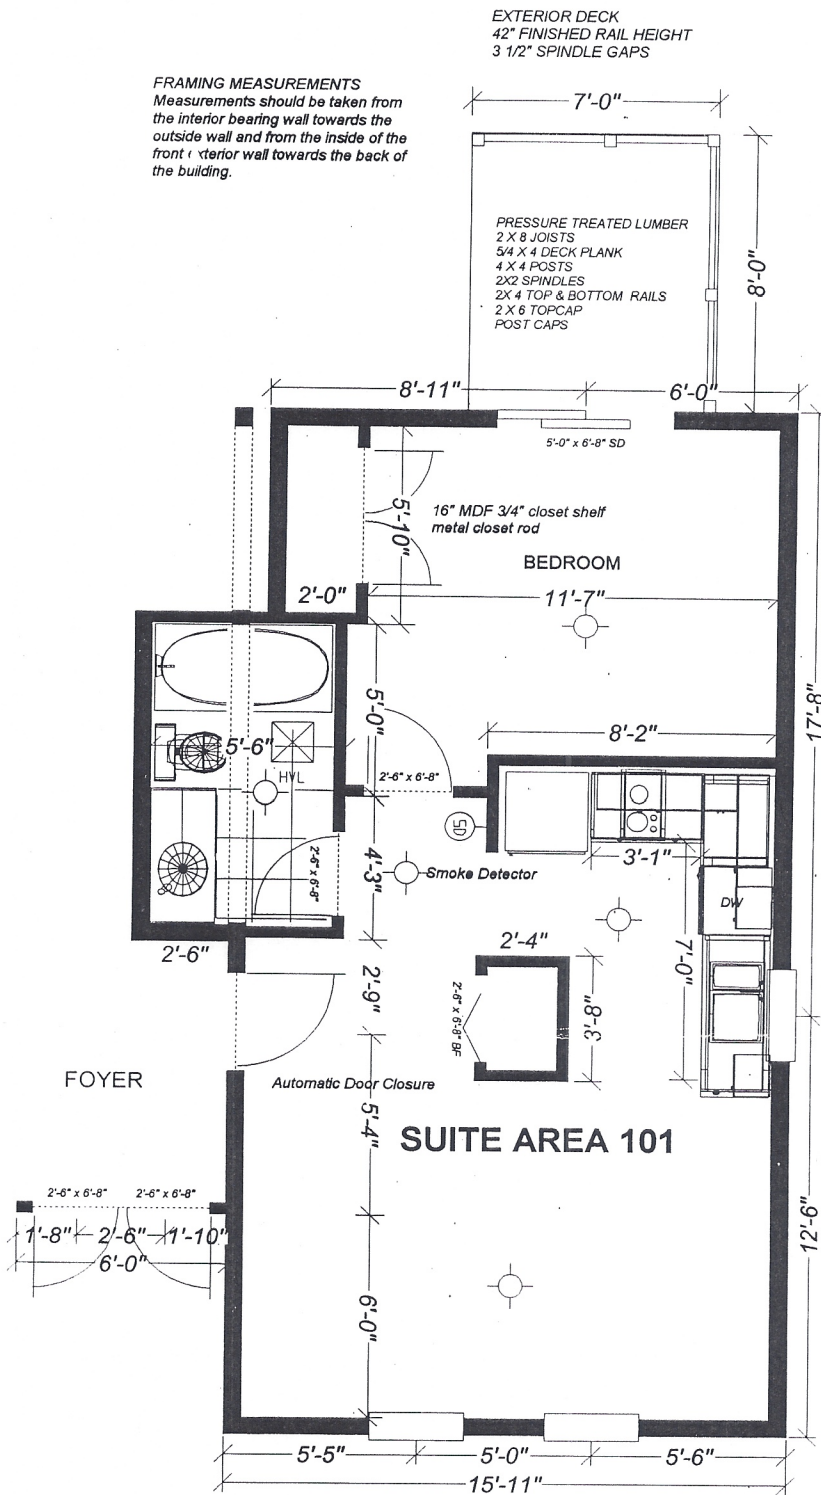 EXTERIOR DECK
42" FINISHED RAIL HEIGHT
3 1/2" SPINDLE GAPS
FRAMING MEASUREMENTS
Measurements should be taken from
the interior bearing wall towards the
outside wall and from the inside of the
front exterior wall towards the back of
the building.
7'-0"
PRESSURE TREATED LUMBER
2 X 8 JOISTS
5/4 X 4 DECK PLANK
4 X 4 POSTS
2X2 SPINDLES
2X 4 TOP & BOTTOM RAILS
2 X 6 TOPCAP
POST CAPS
8'-0"
8'-11"
6'-0"
5'-0" x 6'-8" SD
5'-10"
16" MDF 3/4" closet shelf
metal closet rod
BEDROOM
2'-0"
11'-7"
17'-8"
5'-0"
5'-6"
8'-2"
HVL
2'-6" x 6'-8"
SD
4'-3"
2'-6" x 6'-8"
Smoke Detector
3'-1"
DW
2'-6"
2'-4"
7'-0"
2'-9"
2'-6" x 6'-8" BF
3'-8"
FOYER
Automatic Door Closure
5'-4"
SUITE AREA 101
2'-6" x 6'-8"
2'-6" x 6'-8"
1'-8"
2'-6"
1'-10"
6'-0"
12'-6"
6'-0"
5'-5"
5'-0"
5'-6"
15'-11"